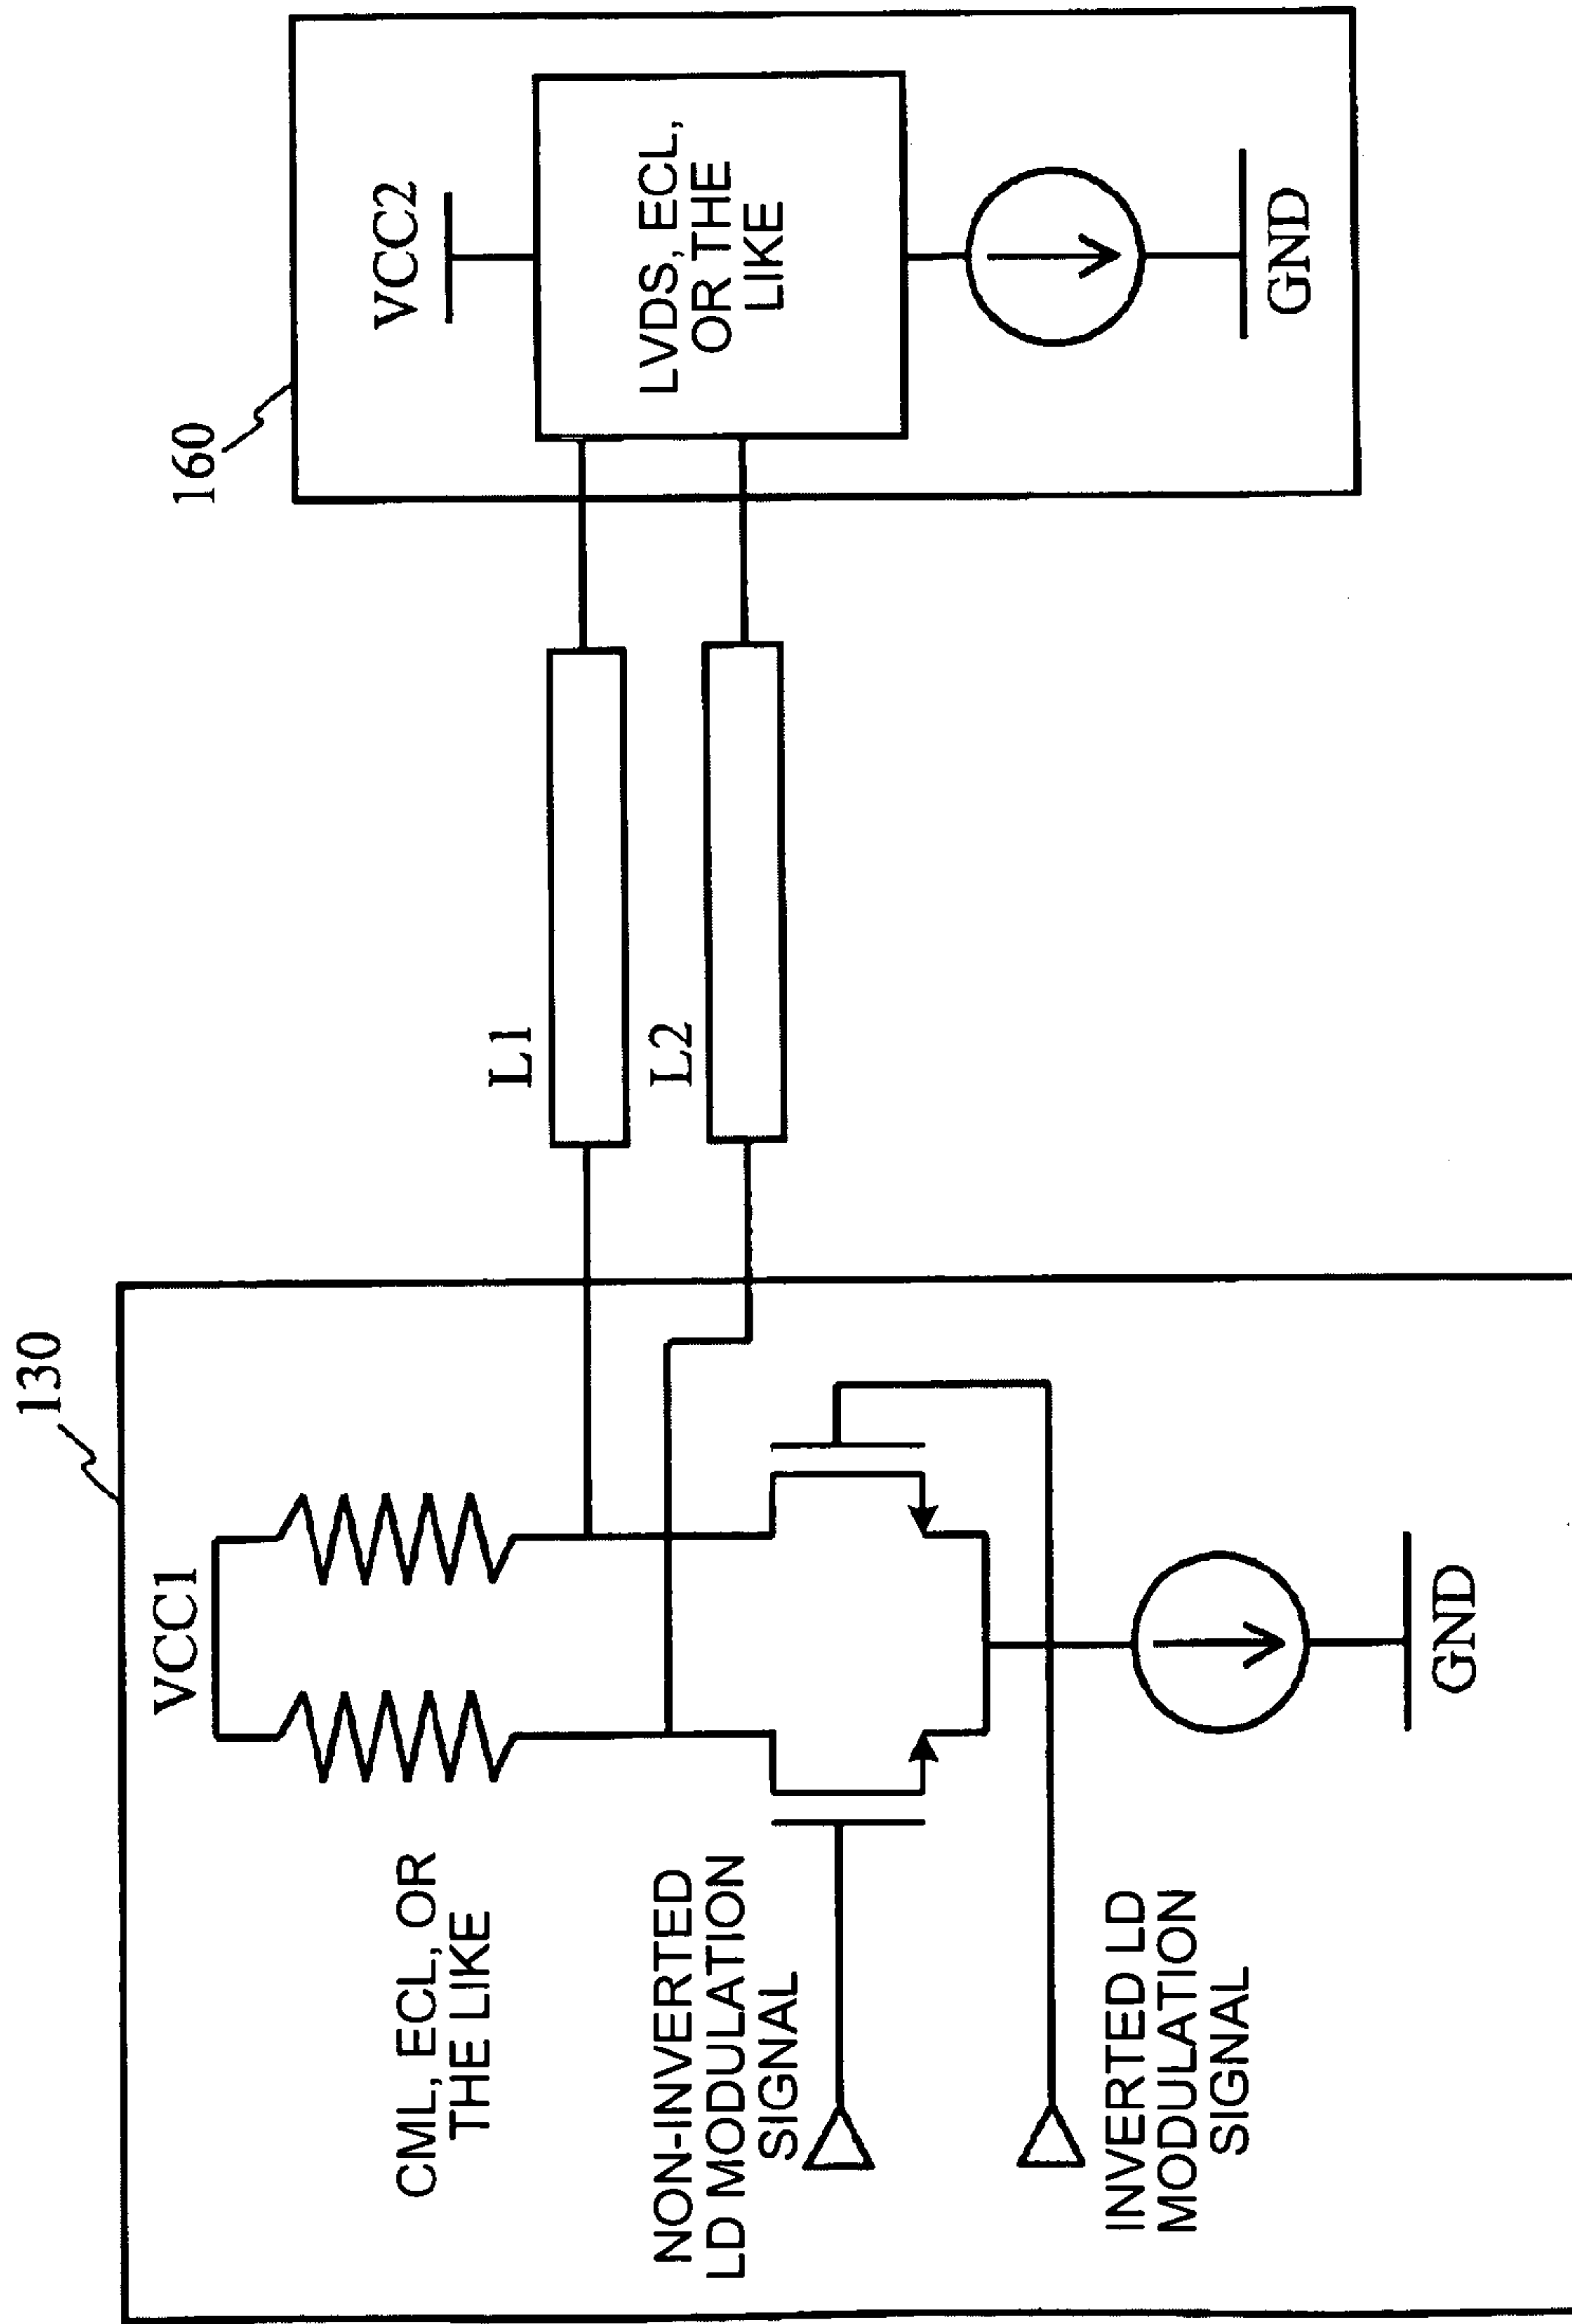 130
VCC1
CML, ECL, OR
THE LIKE
NON-INVERTED
LD MODULATION
SIGNAL
INVERTED LD
MODULATION
SIGNAL
GND
L1
L2
160
VCC2
LVDS, ECL,
OR THE
LIKE
GND